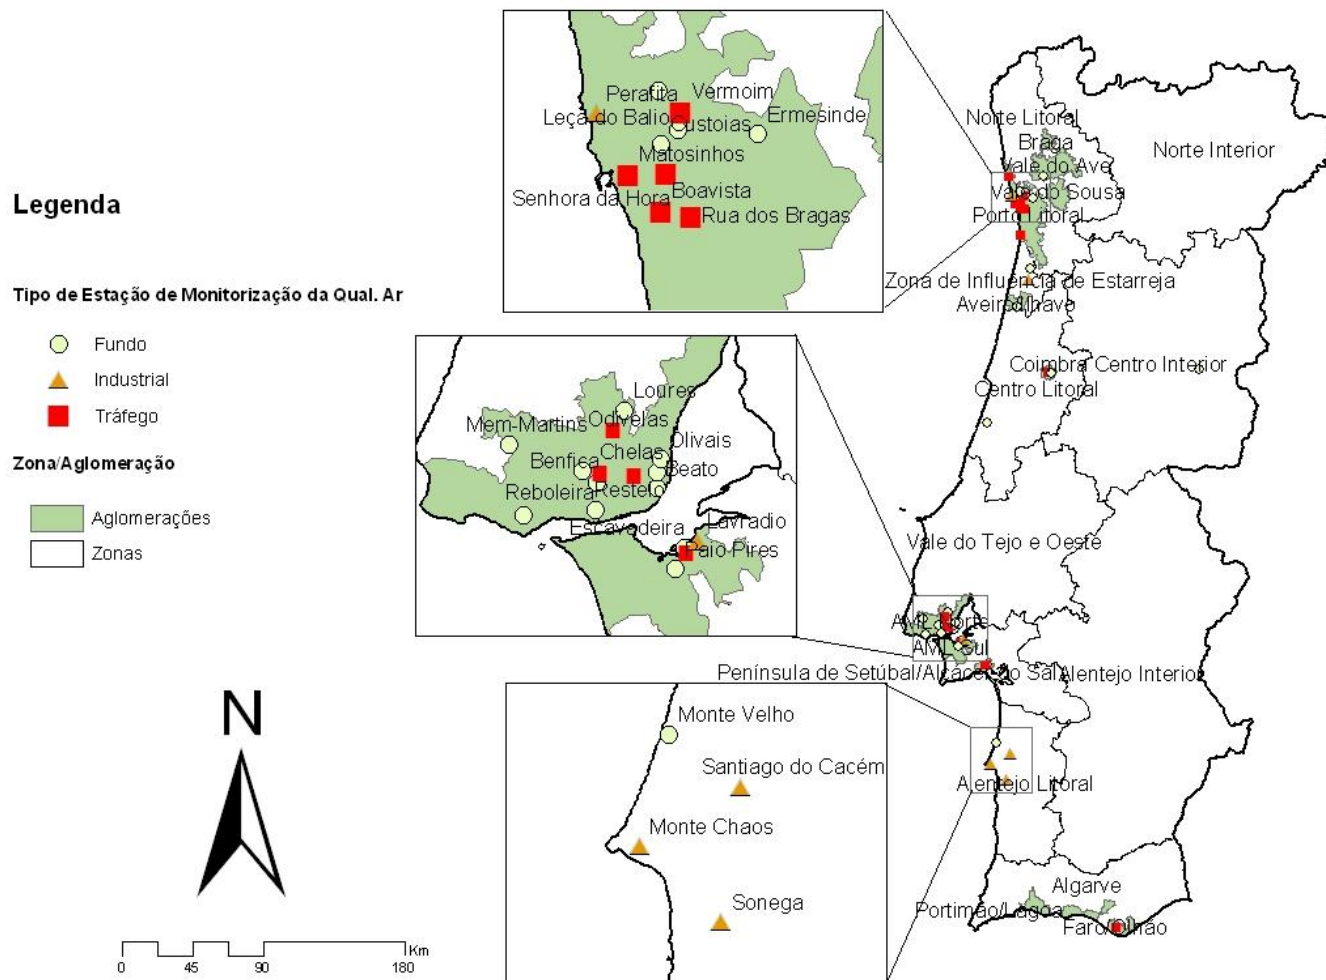 Legenda
Tipo de Estação de Monitorização da Qual. Ar
Fundo
Industrial
Tráfego
Zona/Aglomeração
Aglomerações
Zonas
N
0 45 90 180 Km
Perafita Vermoim
Leça do Balio Custoias Ermesinde
Matosinhos
Senhora da Hora Boavista
Rua dos Bragas
Loures
Mem-Martins Odivelas
Olivais
Benfica Chelas
Beato
Reboleira Restelo
Escavadeira Lavradio
Paio Pires
Monte Velho
Santiago do Cacém
Monte Chaos
Sonega
Norte Litoral
Braga
Norte Interior
Vale do Ave
Vale do Sousa
Porto Litoral
Zona de Influência de Estarreja
Aveiro/Ílhavo
Coimbra Centro Interior
Centro Litoral
Vale do Tejo e Oeste
AML Norte
AML Sul
Península de Setúbal/Alcácer do Sal Alentejo Interior
Alentejo Litoral
Algarve
Portimão/Lagoa
Faro/Olhão